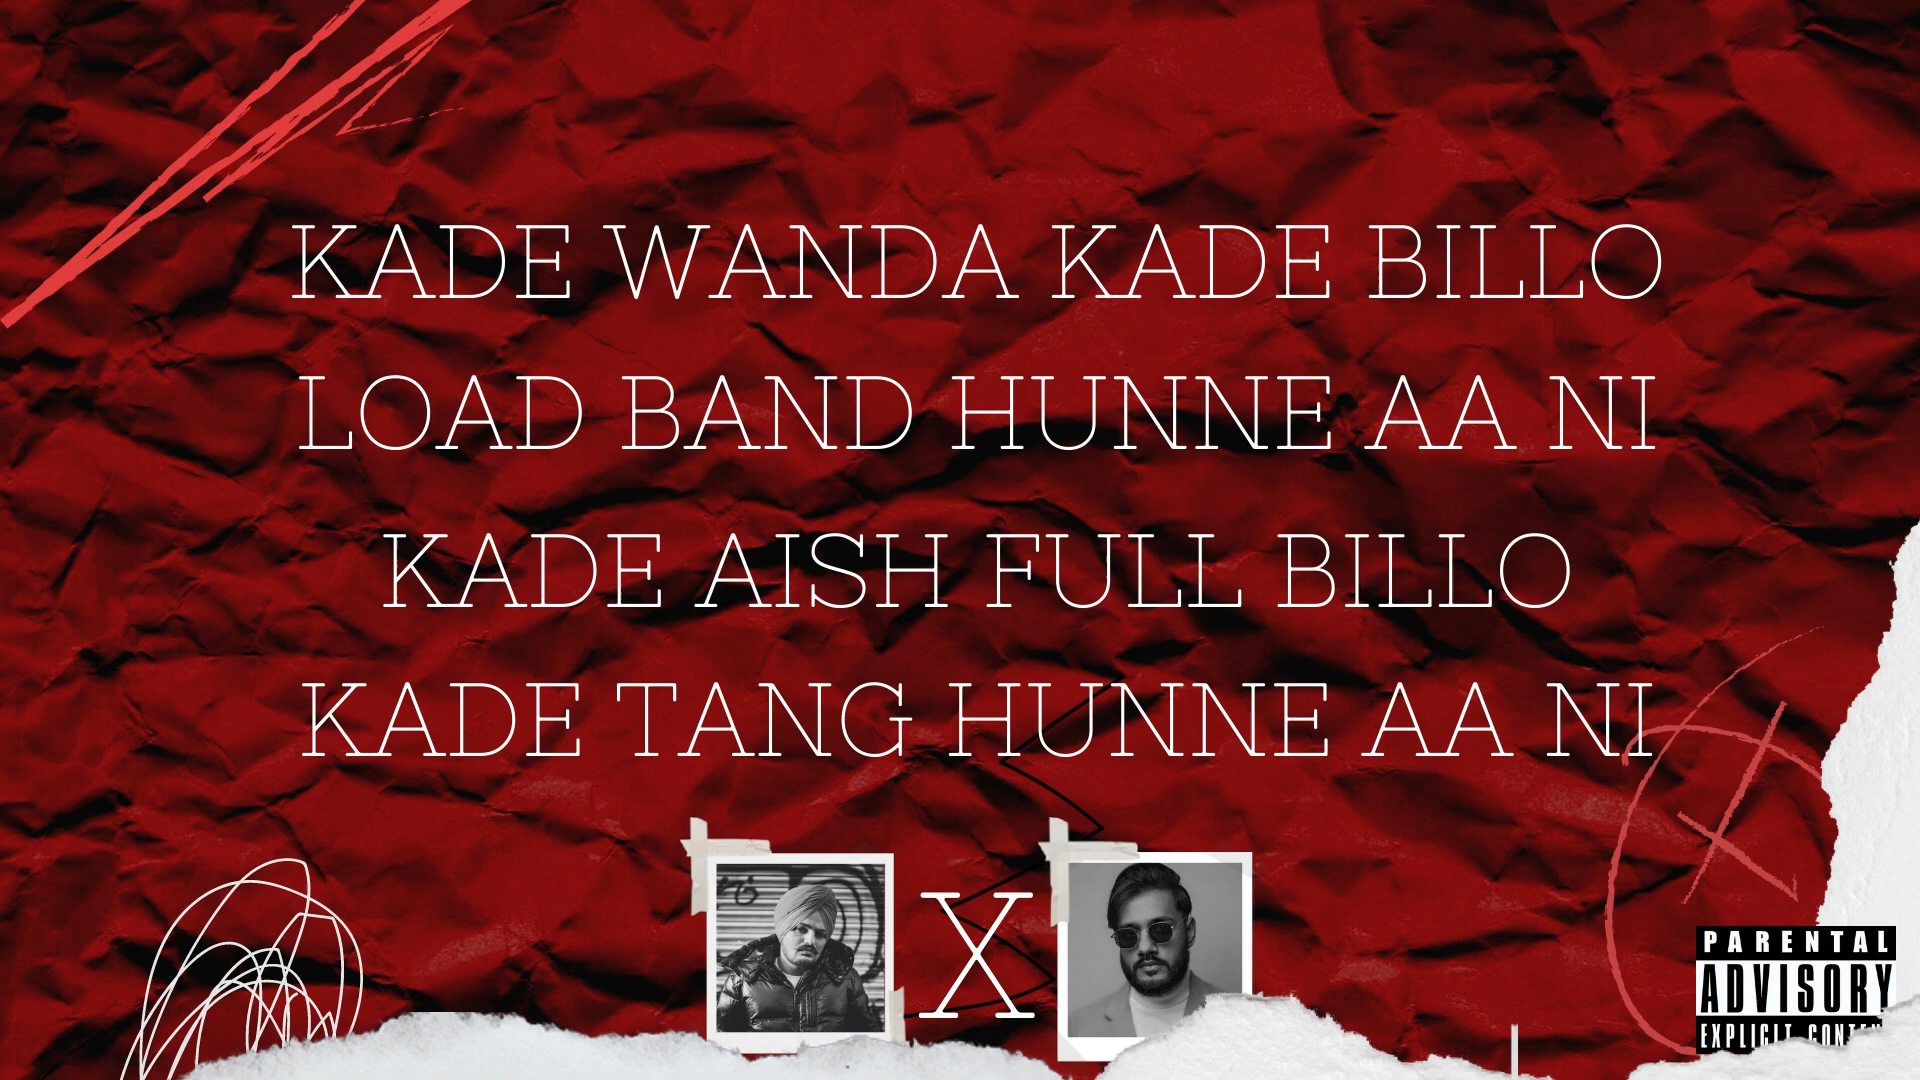 KADE WANDA KADE BILLO
LOAD BAND HUNNE AA NI
KADE AISH FULL BILLO
KADE TANG HUNNE AA NI
X
PARENTAL
ADVISORY
EXPLICIT